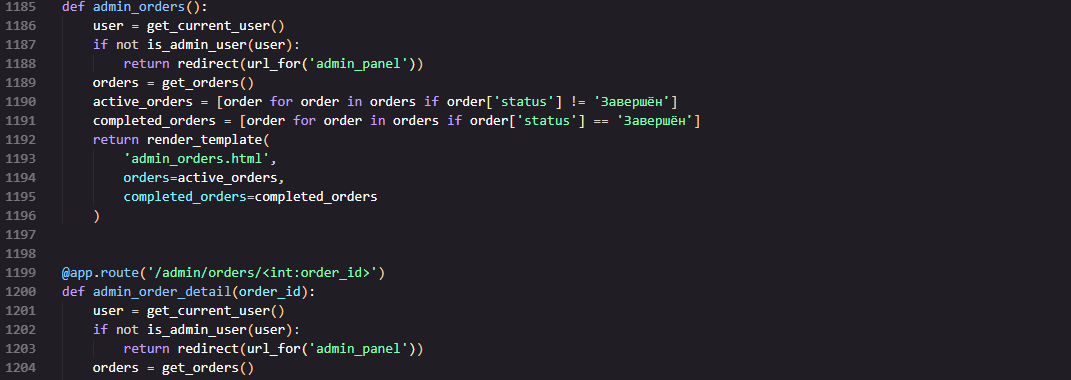 1185 def admin_orders():
1186     user = get_current_user()
1187     if not is_admin_user(user):
1188         return redirect(url_for('admin_panel'))
1189     orders = get_orders()
1190     active_orders = [order for order in orders if order['status'] != 'Завершён']
1191     completed_orders = [order for order in orders if order['status'] == 'Завершён']
1192     return render_template(
1193         'admin_orders.html',
1194         orders=active_orders,
1195         completed_orders=completed_orders
1196     )
1197
1198
1199 @app.route('/admin/orders/<int:order_id>')
1200 def admin_order_detail(order_id):
1201     user = get_current_user()
1202     if not is_admin_user(user):
1203         return redirect(url_for('admin_panel'))
1204     orders = get_orders()